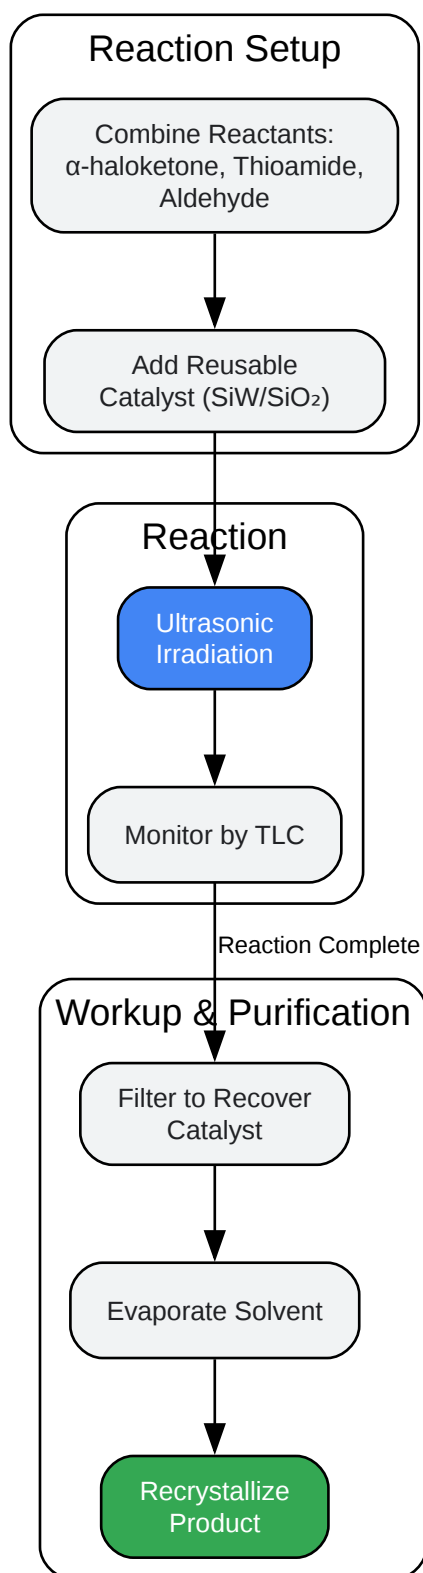 Reaction Setup
Combine Reactants:
α-haloketone, Thioamide,
Aldehyde
Add Reusable
Catalyst (SiW/SiO₂)
Reaction
Ultrasonic
Irradiation
Monitor by TLC
Reaction Complete
Workup & Purification
Filter to Recover
Catalyst
Evaporate Solvent
Recrystallize
Product